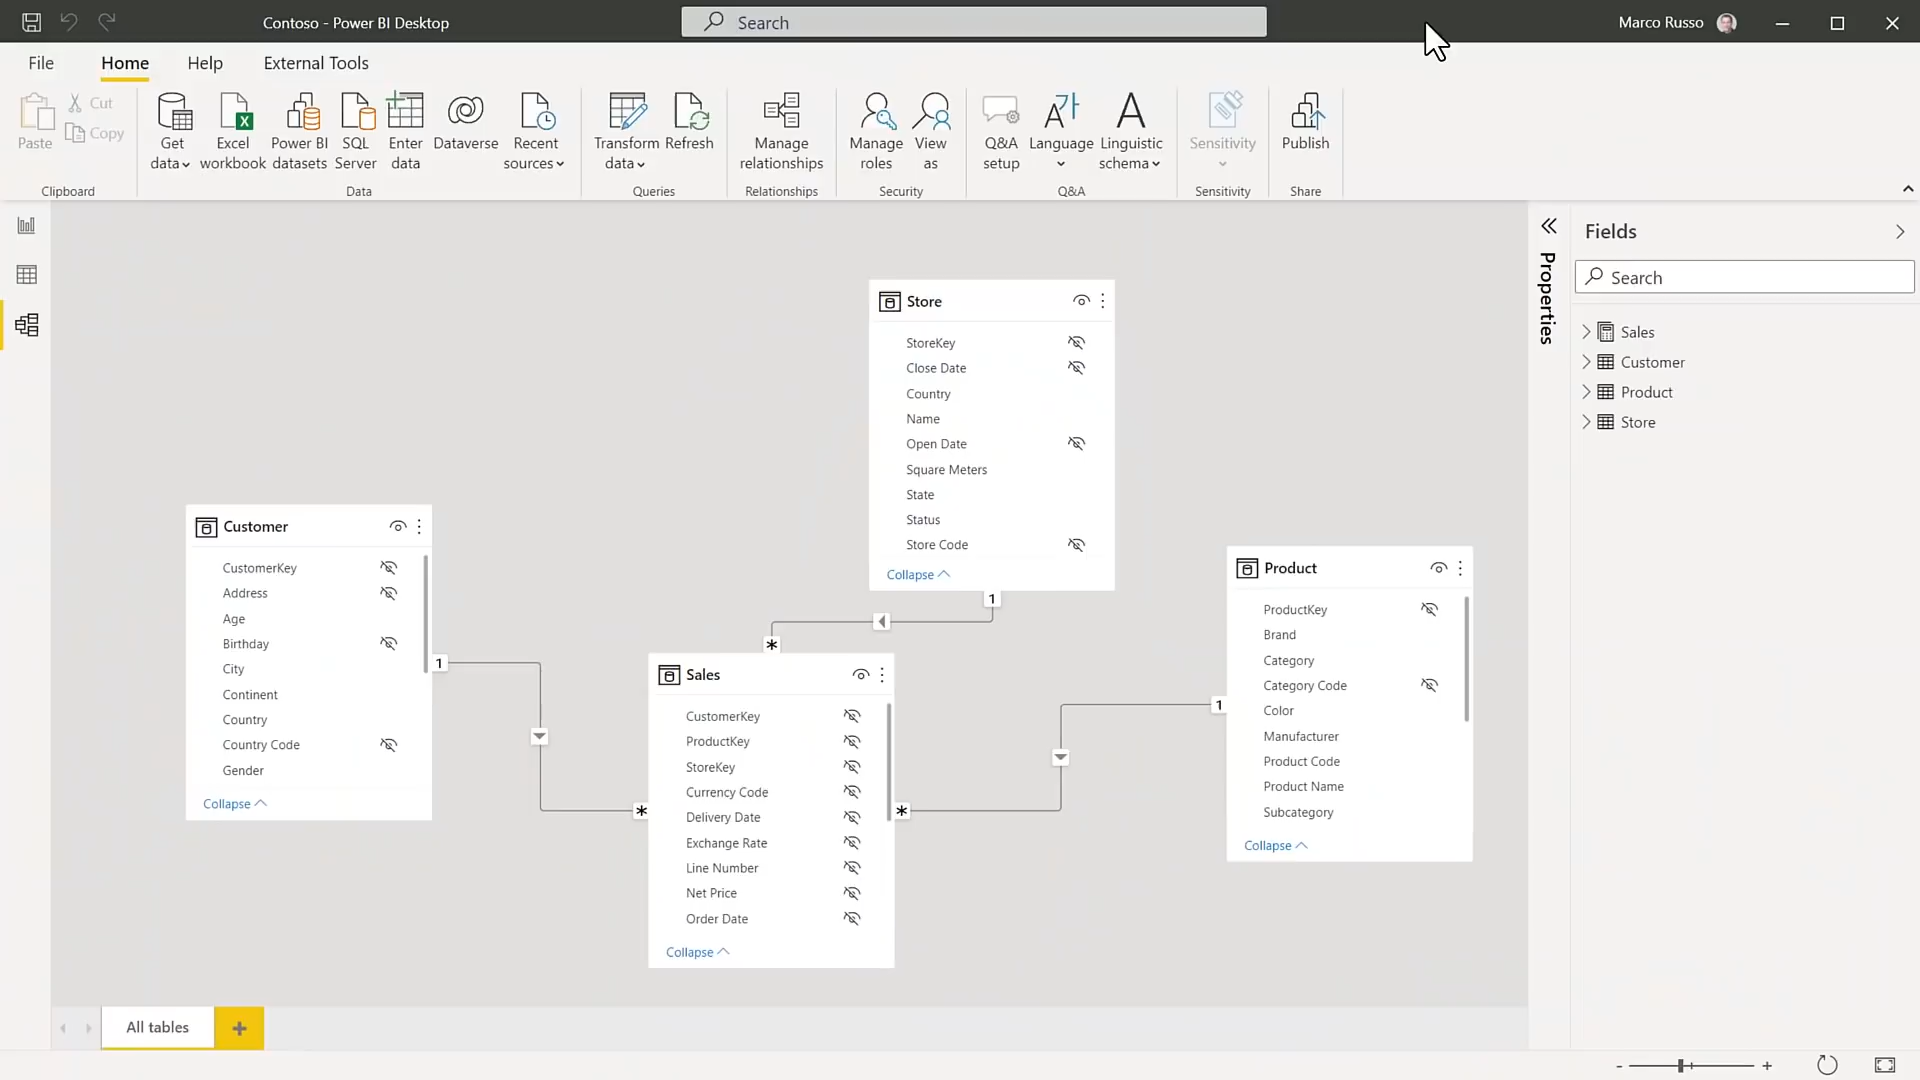 Contoso - Power BI Desktop
Search
Marco Russo
File
Home
Help
External Tools
Paste
Cut
Copy
Clipboard
Get data
Excel workbook
Power BI datasets
SQL Server
Enter data
Dataverse
Recent sources
Data
Transform data
Refresh
Queries
Manage relationships
Relationships
Manage roles
View as
Security
Q&A setup
Language
Linguistic schema
Q&A
Sensitivity
Sensitivity
Publish
Share
Store
StoreKey
Close Date
Country
Name
Open Date
Square Meters
State
Status
Store Code
Collapse
1
*
Customer
CustomerKey
Address
Age
Birthday
City
Continent
Country
Country Code
Gender
Collapse
1
*
Sales
CustomerKey
ProductKey
StoreKey
Currency Code
Delivery Date
Exchange Rate
Line Number
Net Price
Order Date
Collapse
*
1
Product
ProductKey
Brand
Category
Category Code
Color
Manufacturer
Product Code
Product Name
Subcategory
Collapse
Properties
Fields
Search
Sales
Customer
Product
Store
All tables
+
- +